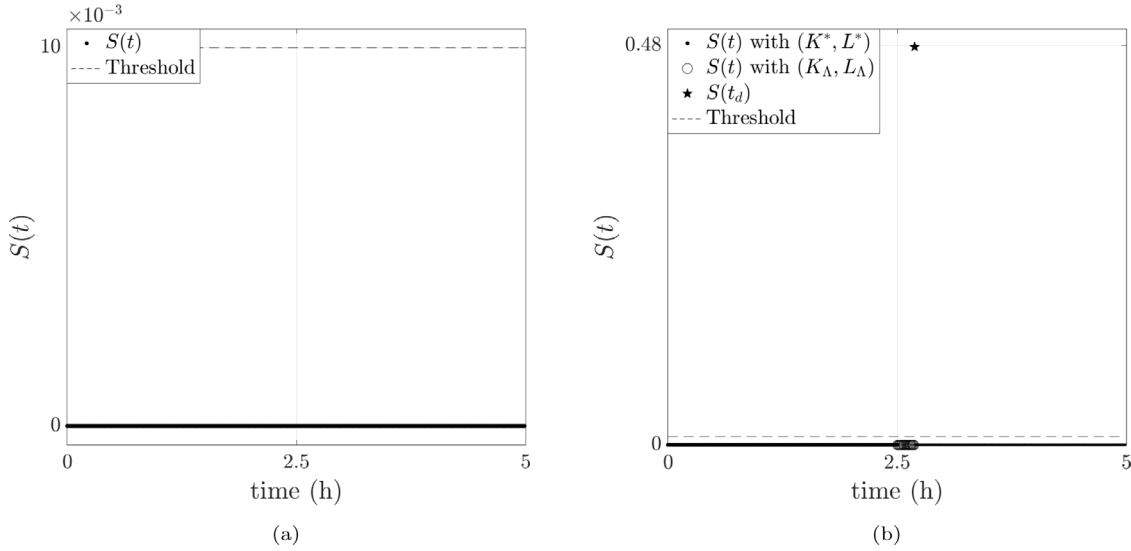 ×10⁻³
10
S(t)
Threshold
S(t)
0
0
2.5
5
time (h)
(a)
0.48
S(t) with (K*, L*)
S(t) with (K_Λ, L_Λ)
S(t_d)
Threshold
S(t)
0
0
2.5
5
time (h)
(b)